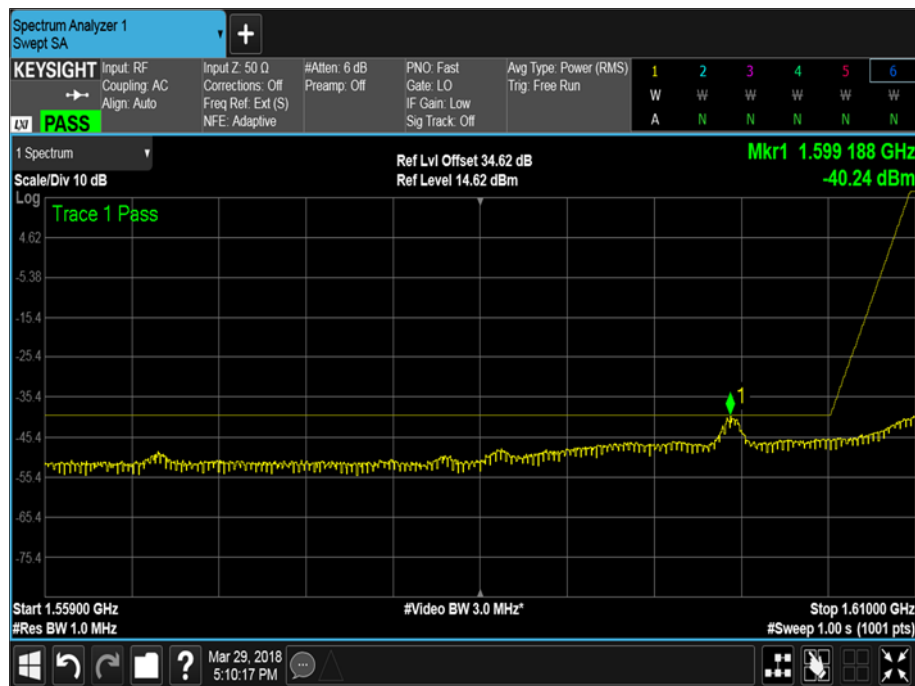 Spectrum Analyzer 1
Swept SA
+
KEYSIGHT
LXI PASS
Input: RF
Coupling: AC
Align: Auto
Input Z: 50 Ω
Corrections: Off
Freq Ref: Ext (S)
NFE: Adaptive
#Atten: 6 dB
Preamp: Off
PNO: Fast
Gate: LO
IF Gain: Low
Sig Track: Off
Avg Type: Power (RMS)
Trig: Free Run
1 2 3 4 5 6
W W W W W W
A N N N N N
1 Spectrum
Scale/Div 10 dB
Ref Lvl Offset 34.62 dB
Ref Level 14.62 dBm
Mkr1 1.599 188 GHz
-40.24 dBm
Log
Trace 1 Pass
4.62
-5.38
-15.4
-25.4
-35.4
1
-45.4
-55.4
-65.4
-75.4
Start 1.55900 GHz
#Res BW 1.0 MHz
#Video BW 3.0 MHz*
Stop 1.61000 GHz
#Sweep 1.00 s (1001 pts)
?
Mar 29, 2018
5:10:17 PM